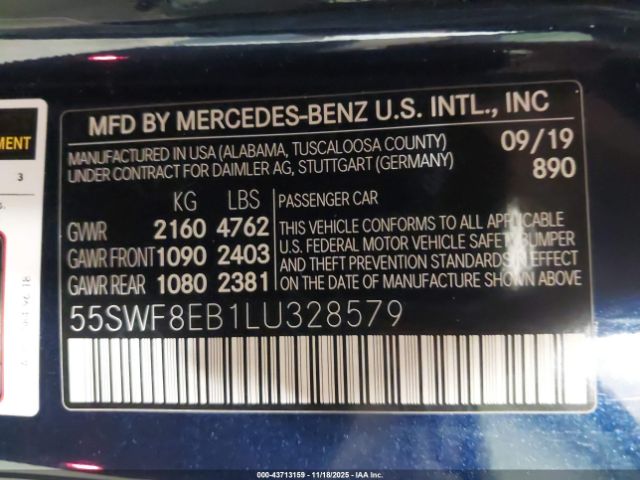 MFD BY MERCEDES-BENZ U.S. INTL., INC
MANUFACTURED IN USA (ALABAMA, TUSCALOOSA COUNTY) 09/19
UNDER CONTRACT FOR DAIMLER AG, STUTTGART (GERMANY) 890
KG LBS PASSENGER CAR
GVWR 2160 4762
GAWR FRONT 1090 2403
GAWR REAR 1080 2381
THIS VEHICLE CONFORMS TO ALL APPLICABLE
U.S. FEDERAL MOTOR VEHICLE SAFETY, BUMPER
AND THEFT PREVENTION STANDARDS IN EFFECT
ON THE DATE OF MANUFACTURE SHOWN ABOVE
55SWF8EB1LU328579
MENT
3
000-43713159 - 11/18/2025 - IAA Inc.